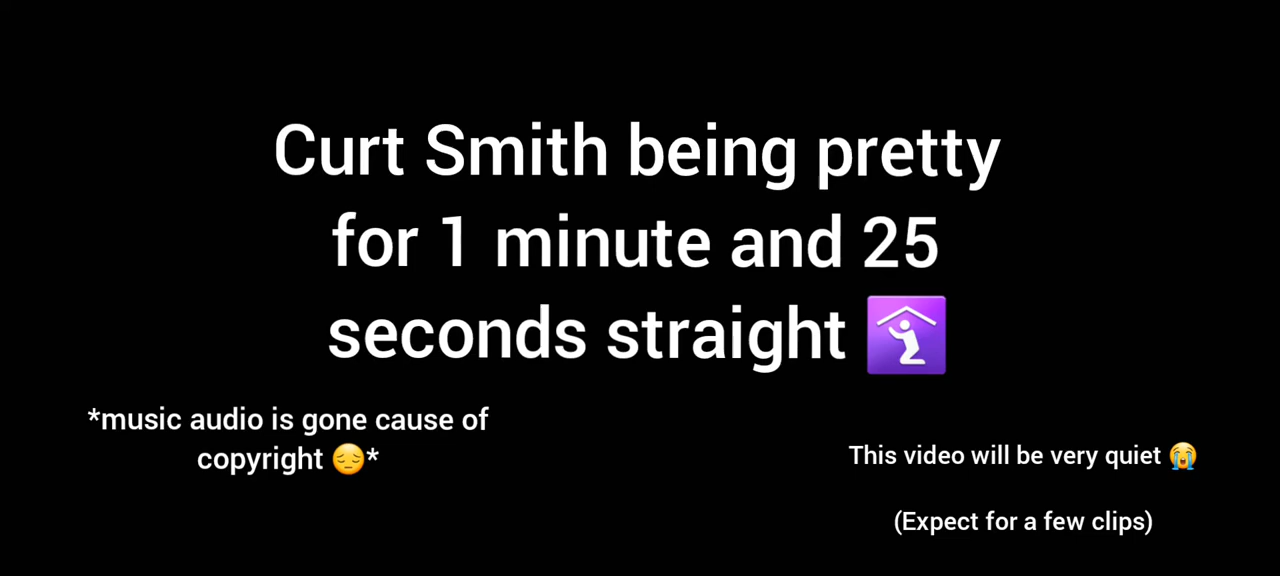 Curt Smith being pretty
for 1 minute and 25
seconds straight 🛐
*music audio is gone cause of
copyright 😔*
This video will be very quiet 😭
(Expect for a few clips)